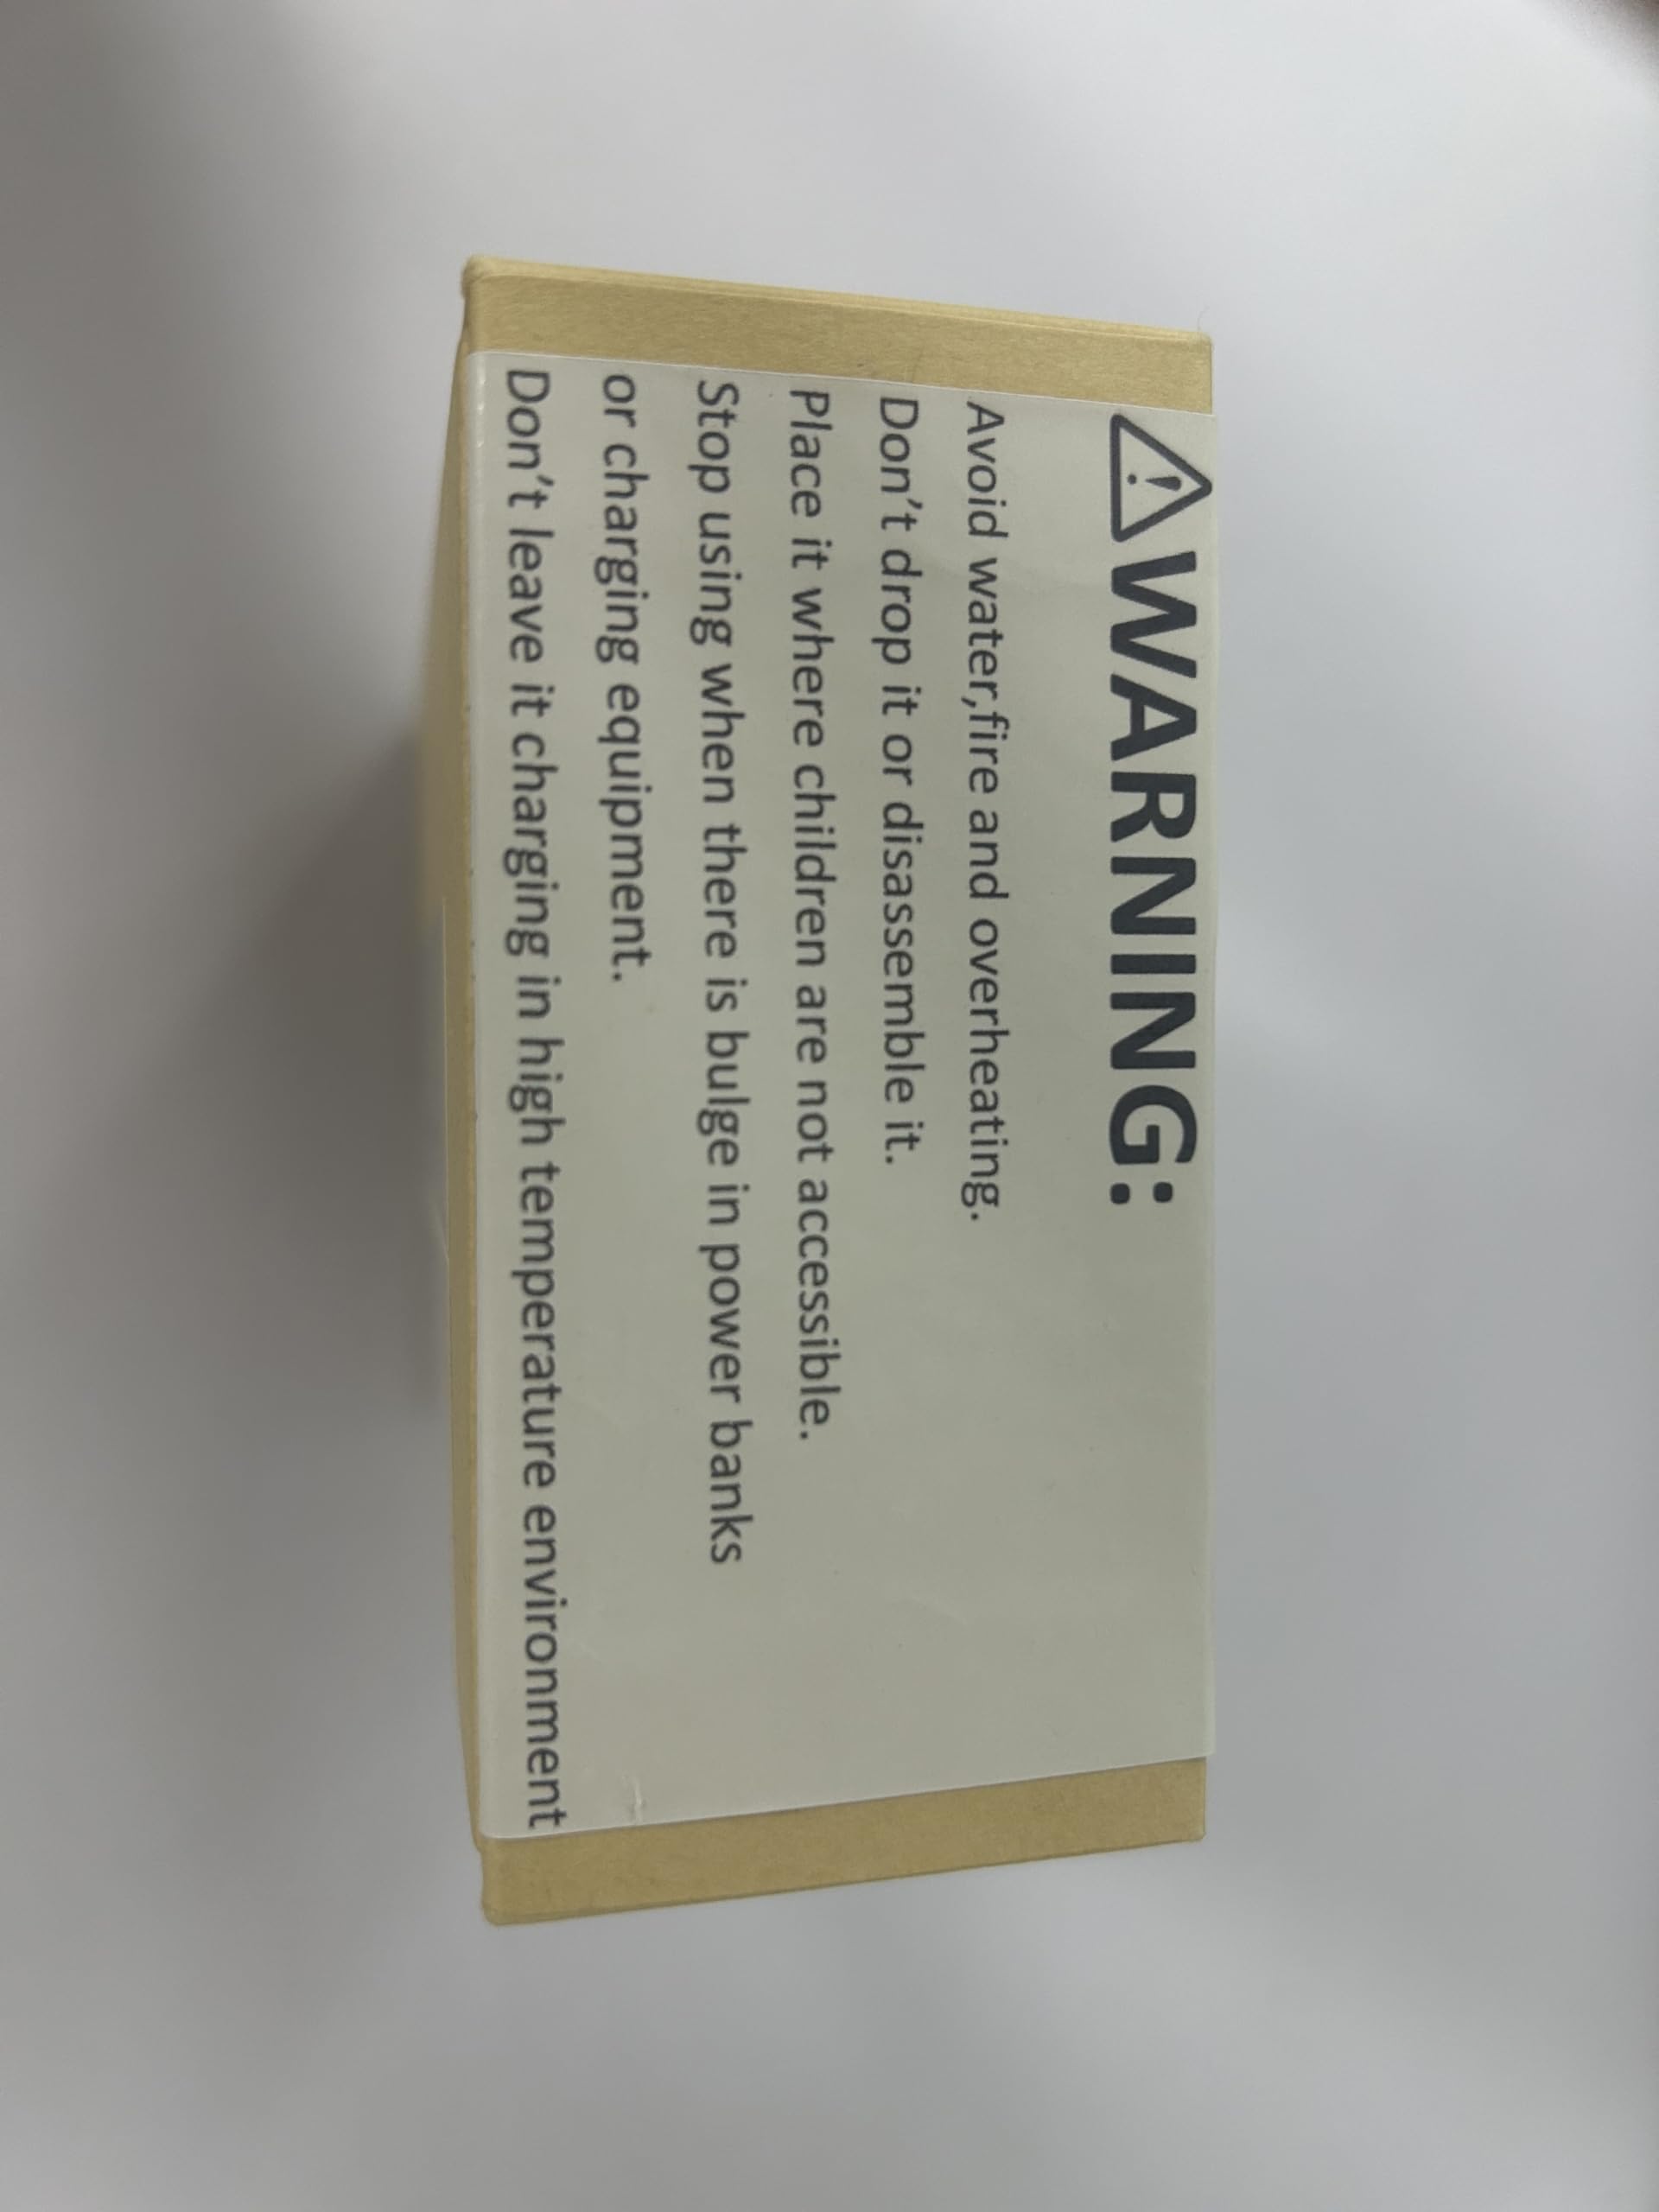 ⚠WARNING:
Avoid water,fire and overheating.
Don't drop it or disassemble it.
Place it where children are not accessible.
Stop using when there is bulge in power banks
or charging equipment.
Don't leave it charging in high temperature environment